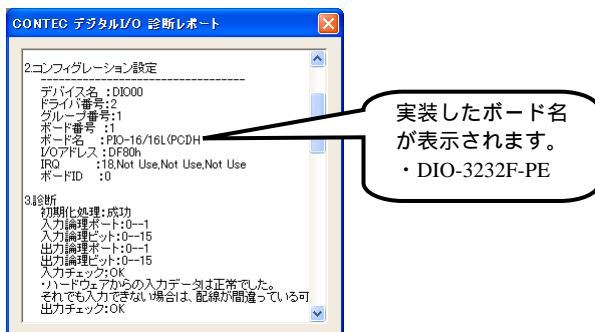 CONTEC デジタルI/O 診断レポート
2.コンフィグレーション設定
--------------------------------
デバイス名 :DIO00
ドライバ番号:2
グループ番号:1
ボード番号 :1
ボード名 :PIO-16/16L(PCI)H
I/Oアドレス :DF80h
IRQ :18,Not Use,Not Use,Not Use
ボードID :0
3.診断
初期化処理:成功
入力論理ポート:0--1
入力論理ビット:0--15
出力論理ポート:0--1
出力論理ビット:0--15
入力チェック:OK
・ハードウェアからの入力データは正常でした。
それでも入力できない場合は、配線が間違っている可
出力チェック:OK
実装したボード名
が表示されます。
・DIO-3232F-PE